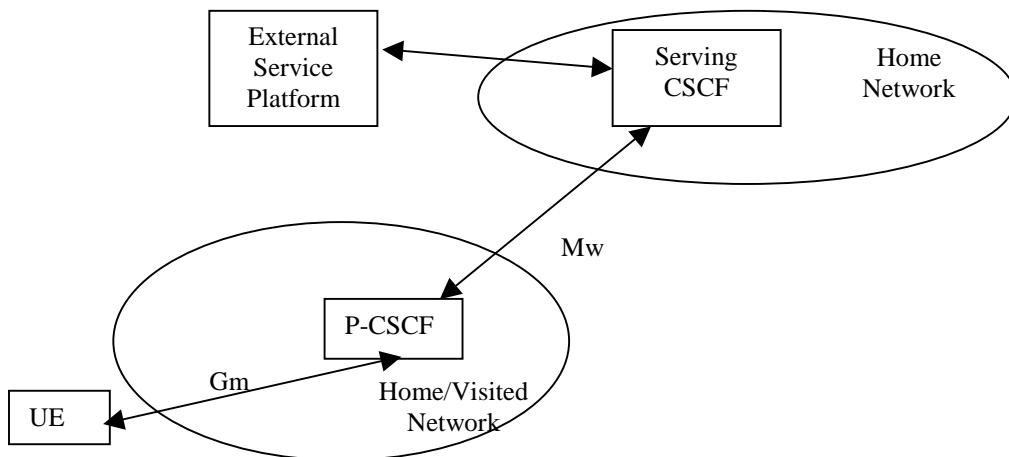 External
Service
Platform
Serving
CSCF
Home
Network
Mw
P-CSCF
Gm
Home/Visited
Network
UE